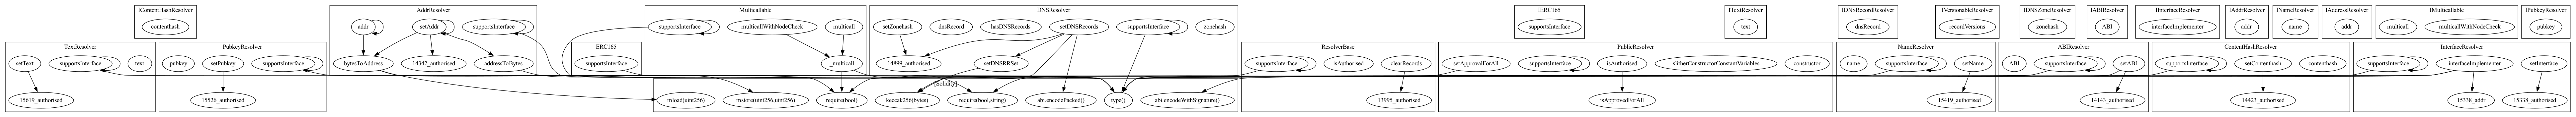 IContentHashResolver
contenthash
AddrResolver
addr
setAddr
supportsInterface
bytesToAddress
14342_authorised
addressToBytes
Multicallable
supportsInterface
multicallWithNodeCheck
multicall
_multicall
DNSResolver
setZonehash
dnsRecord
hasDNSRecords
setDNSRecords
supportsInterface
zonehash
14899_authorised
setDNSRRSet
IERC165
supportsInterface
ITextResolver
text
IDNSRecordResolver
dnsRecord
IVersionableResolver
recordVersions
IDNSZoneResolver
zonehash
IABIResolver
ABI
IInterfaceResolver
interfaceImplementer
IAddrResolver
addr
INameResolver
name
IAddressResolver
addr
IMulticallable
multicall
multicallWithNodeCheck
IPubkeyResolver
pubkey
TextResolver
setText
supportsInterface
text
15619_authorised
PubkeyResolver
pubkey
setPubkey
supportsInterface
15526_authorised
ERC165
supportsInterface
[Solidity]
mload(uint256)
mstore(uint256,uint256)
require(bool)
keccak256(bytes)
require(bool,string)
abi.encodePacked()
type()
abi.encodeWithSignature()
ResolverBase
supportsInterface
isAuthorised
clearRecords
13995_authorised
PublicResolver
setApprovalForAll
supportsInterface
isAuthorised
slitherConstructorConstantVariables
constructor
isApprovedForAll
NameResolver
name
supportsInterface
setName
15419_authorised
ABIResolver
ABI
supportsInterface
setABI
14143_authorised
ContentHashResolver
supportsInterface
setContenthash
contenthash
14423_authorised
InterfaceResolver
supportsInterface
interfaceImplementer
setInterface
15338_addr
15338_authorised